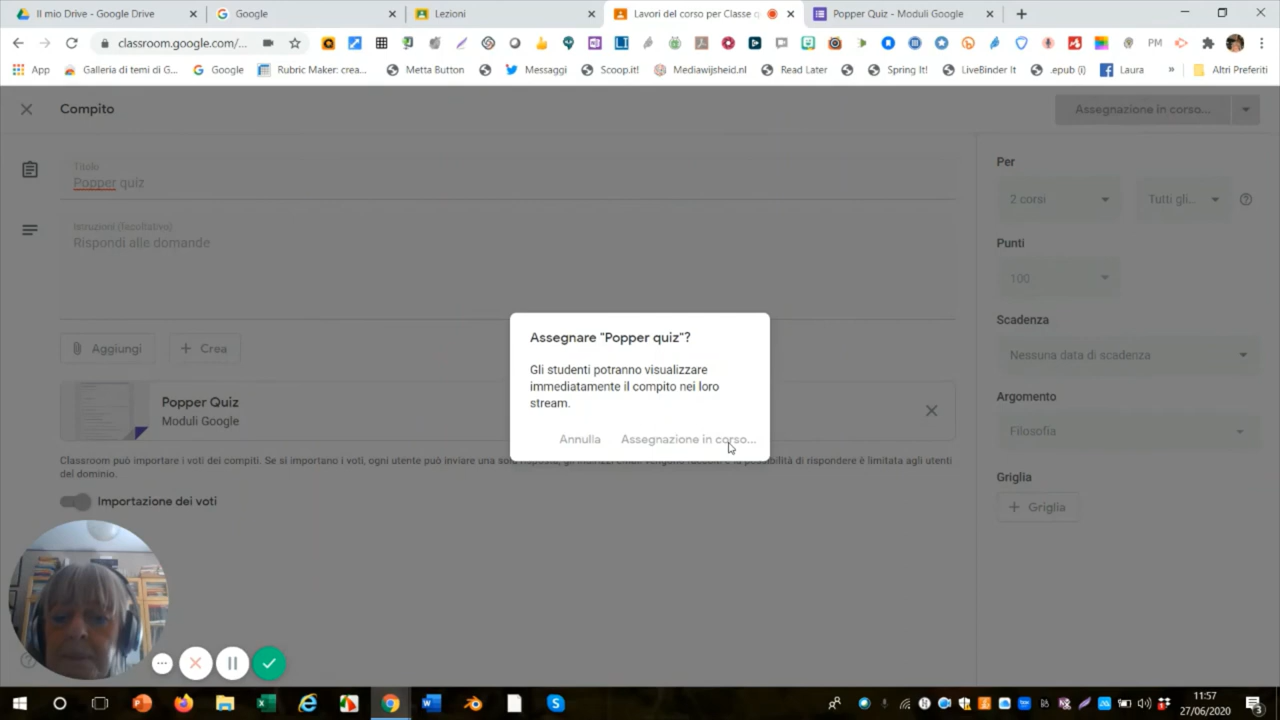 Il mio Drive - Google Drive
Google
Lezioni
Lavori del corso per Classe q
Popper Quiz - Moduli Google
classroom.google.com/...
PM
App
Galleria di temi di G...
Google
Rubric Maker: crea...
Metta Button
Messaggi
Scoop.it!
Mediawijsheid.nl
Read Later
Spring It!
LiveBinder It
.epub (i)
Laura
»
Altri Preferiti
Compito
Assegnazione in corso...
Titolo
Popper quiz
Istruzioni (facoltativo)
Rispondi alle domande
Aggiungi
Crea
Popper Quiz
Moduli Google
Classroom può importare i voti dei compiti. Se si importano i voti, ogni utente può inviare una sola risposta, gli indirizzi email vengono raccolti e la possibilità di rispondere è limitata agli utenti
del dominio.
Importazione dei voti
Per
2 corsi
Tutti gli...
Punti
100
Scadenza
Nessuna data di scadenza
Argomento
Filosofia
Griglia
Griglia
Assegnare "Popper quiz"?
Gli studenti potranno visualizzare
immediatamente il compito nei loro
stream.
Annulla
Assegnazione in corso...
11:57
27/06/2020
3